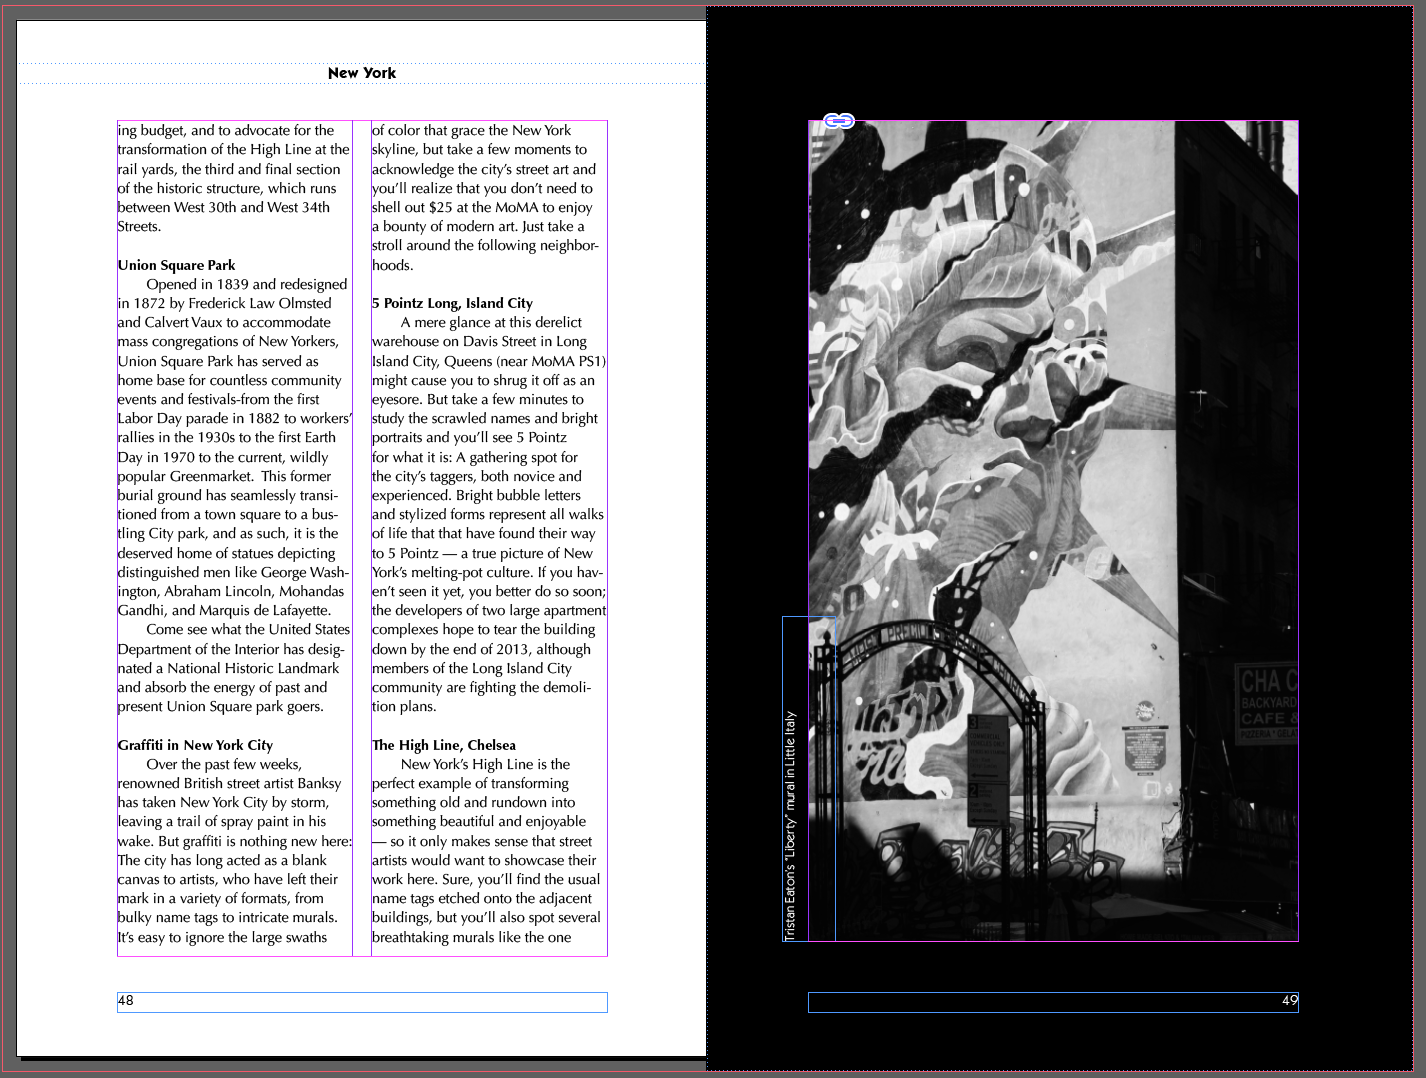 New York
ing budget, and to advocate for the
transformation of the High Line at the
rail yards, the third and final section
of the historic structure, which runs
between West 30th and West 34th
Streets.
Union Square Park
Opened in 1839 and redesigned
in 1872 by Frederick Law Olmsted
and Calvert Vaux to accommodate
mass congregations of New Yorkers,
Union Square Park has served as
home base for countless community
events and festivals-from the first
Labor Day parade in 1882 to workers’
rallies in the 1930s to the first Earth
Day in 1970 to the current, wildly
popular Greenmarket.  This former
burial ground has seamlessly transi-
tioned from a town square to a bus-
tling City park, and as such, it is the
deserved home of statues depicting
distinguished men like George Wash-
ington, Abraham Lincoln, Mohandas
Gandhi, and Marquis de Lafayette.
Come see what the United States
Department of the Interior has desig-
nated a National Historic Landmark
and absorb the energy of past and
present Union Square park goers.
Graffiti in New York City
Over the past few weeks,
renowned British street artist Banksy
has taken New York City by storm,
leaving a trail of spray paint in his
wake. But graffiti is nothing new here:
The city has long acted as a blank
canvas to artists, who have left their
mark in a variety of formats, from
bulky name tags to intricate murals.
It’s easy to ignore the large swaths
of color that grace the New York
skyline, but take a few moments to
acknowledge the city’s street art and
you’ll realize that you don’t need to
shell out $25 at the MoMA to enjoy
a bounty of modern art. Just take a
stroll around the following neighbor-
hoods.
5 Pointz Long, Island City
A mere glance at this derelict
warehouse on Davis Street in Long
Island City, Queens (near MoMA PS1)
might cause you to shrug it off as an
eyesore. But take a few minutes to
study the scrawled names and bright
portraits and you’ll see 5 Pointz
for what it is: A gathering spot for
the city’s taggers, both novice and
experienced. Bright bubble letters
and stylized forms represent all walks
of life that that have found their way
to 5 Pointz — a true picture of New
York’s melting-pot culture. If you hav-
en’t seen it yet, you better do so soon;
the developers of two large apartment
complexes hope to tear the building
down by the end of 2013, although
members of the Long Island City
community are fighting the demoli-
tion plans.
The High Line, Chelsea
New York’s High Line is the
perfect example of transforming
something old and rundown into
something beautiful and enjoyable
— so it only makes sense that street
artists would want to showcase their
work here. Sure, you’ll find the usual
name tags etched onto the adjacent
buildings, but you’ll also spot several
breathtaking murals like the one
48
Tristan Eaton’s “Liberty” mural in Little Italy
VICTORY
CHA C
BACKYARD
CAFE &
PIZZERIA * GELAT
3
COMMERCIAL
2
49